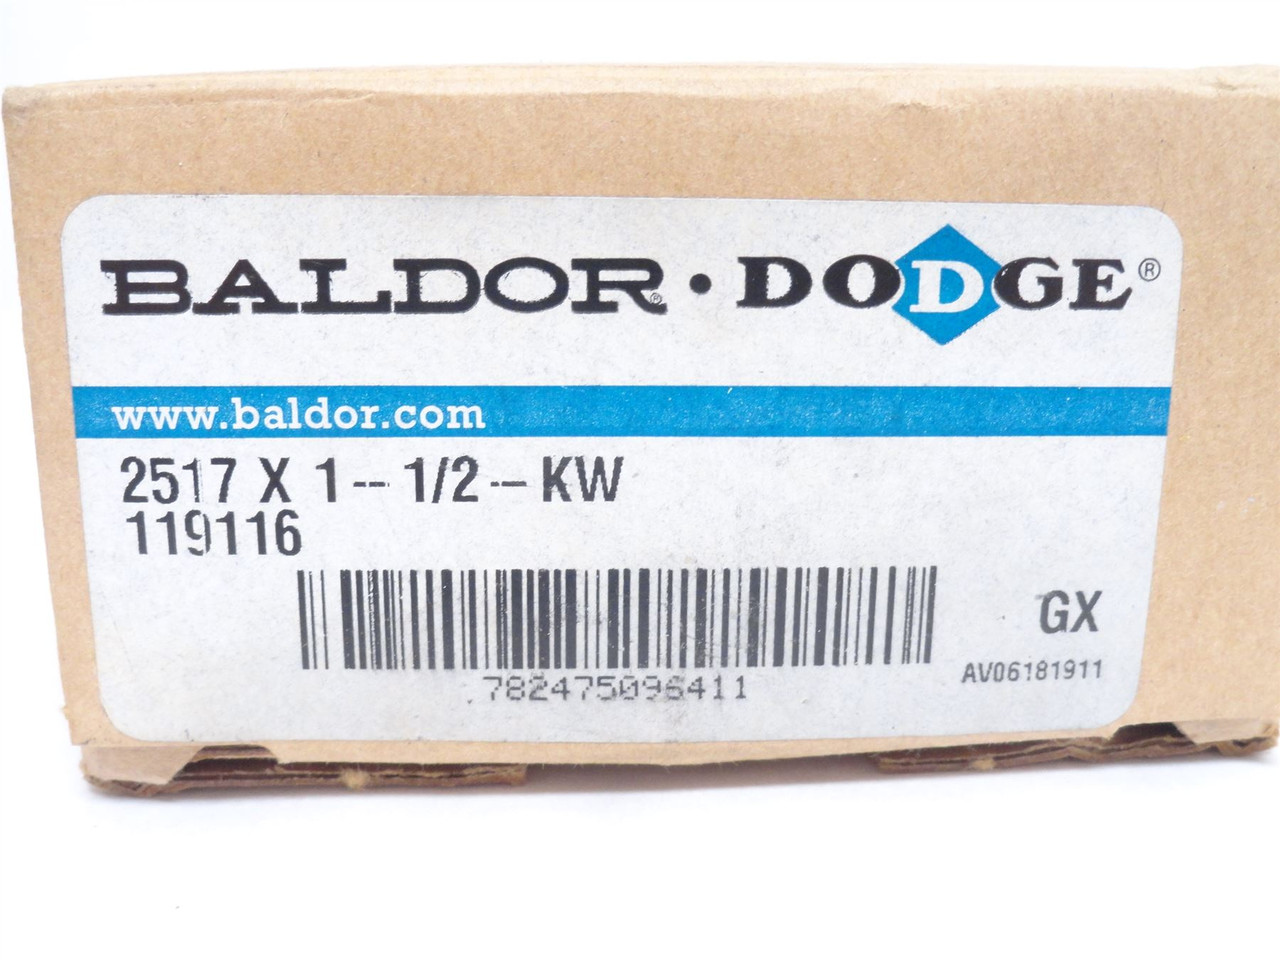 BALDOR® • DODGE®
www.baldor.com
2517 X 1-- 1/2 -- KW
119116
782475096411
GX
AV06181911